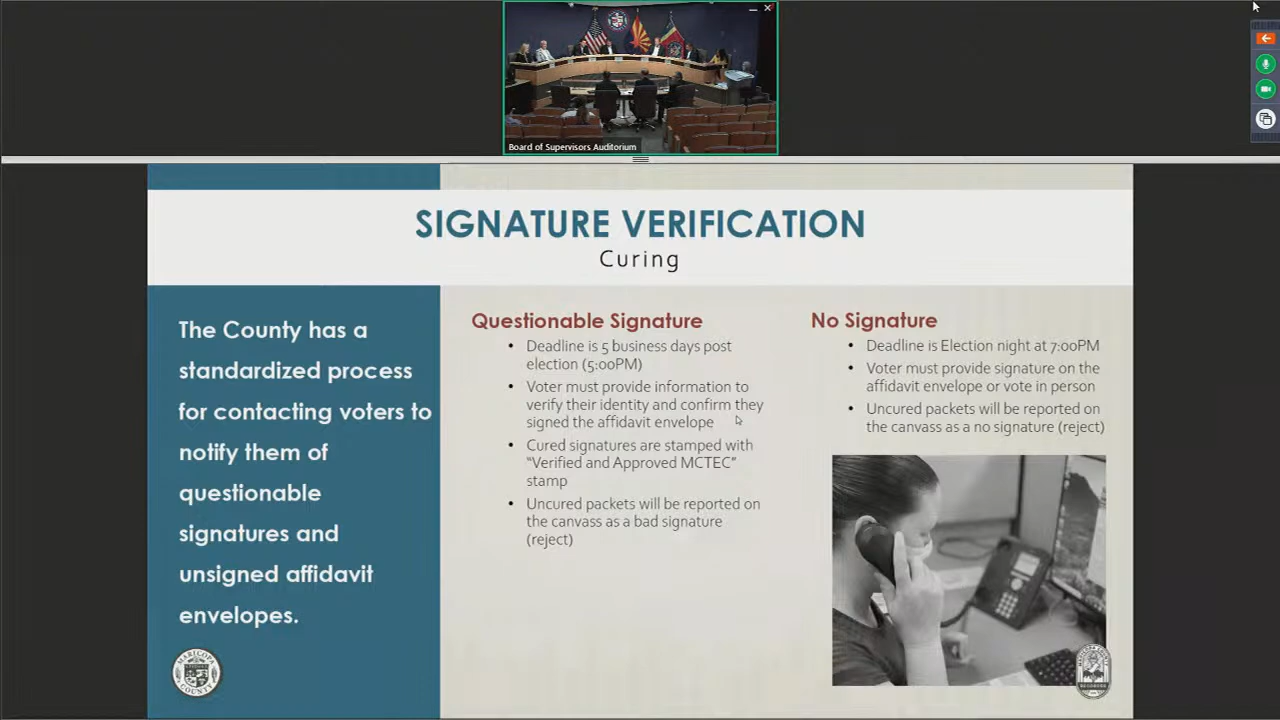 Board of Supervisors Auditorium
SIGNATURE VERIFICATION
Curing
The County has a
standardized process
for contacting voters to
notify them of
questionable
signatures and
unsigned affidavit
envelopes.
Questionable Signature
• Deadline is 5 business days post
election (5:00PM)
• Voter must provide information to
verify their identity and confirm they
signed the affidavit envelope
• Cured signatures are stamped with
“Verified and Approved MCTEC”
stamp
• Uncured packets will be reported on
the canvass as a bad signature
(reject)
No Signature
• Deadline is Election night at 7:00PM
• Voter must provide signature on the
affidavit envelope or vote in person
• Uncured packets will be reported on
the canvass as a no signature (reject)
MARICOPA
COUNTY